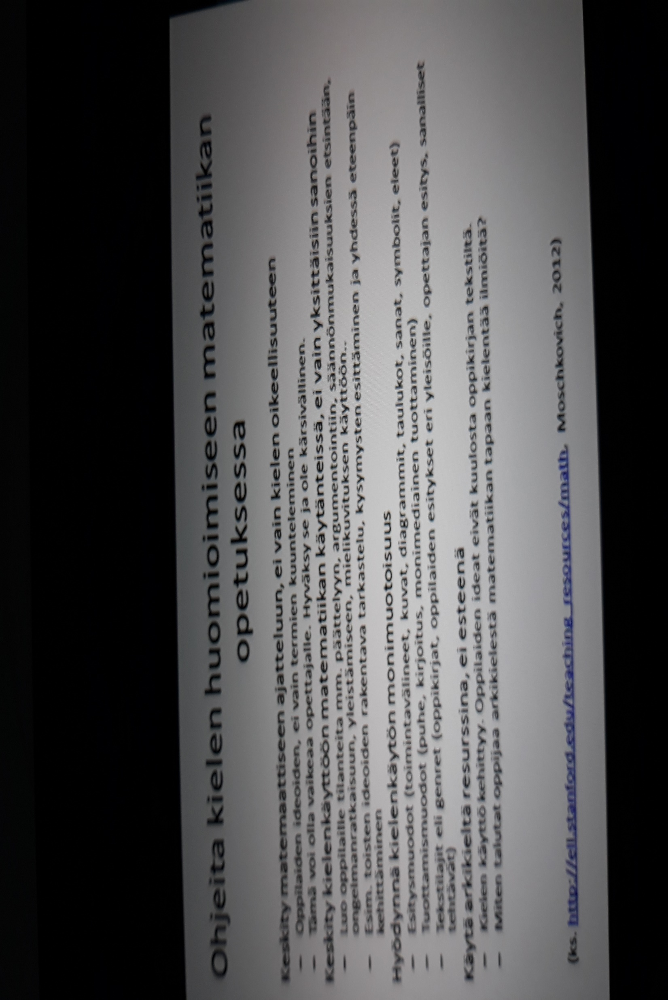 Ohjeita kielen huomioimiseen matematiikan
opetuksessa
Keskity matemaattiseen ajatteluun, ei vain kielen oikeellisuuteen
– Oppilaiden ideoiden, ei vain termien kuunteleminen
– Tämä voi olla vaikeaa opettajalle. Hyväksy se ja ole kärsivällinen.
Keskity kielenkäyttöön matematiikan käytänteissä, ei vain yksittäisiin sanoihin
– Luo oppilaille tilanteita mm. päättelyyn, argumentointiin, säännönmukaisuuksien etsintään,
ongelmanratkaisuun, yleistämiseen, mielikuvituksen käyttöön..
– Esim. toisten ideoiden rakentava tarkastelu, kysymysten esittäminen ja yhdessä eteenpäin
kehittäminen
Hyödynnä kielenkäytön monimuotoisuus
– Esitysmuodot (toimintavälineet, kuvat, diagrammit, taulukot, sanat, symbolit, eleet)
– Tuottamismuodot (puhe, kirjoitus, monimediainen tuottaminen)
– Tekstilajit eli genret (oppikirjat, oppilaiden esitykset eri yleisöille, opettajan esitys, sanalliset
tehtävät)
Käytä arkikieltä resurssina, ei esteenä
– Kielen käyttö kehittyy. Oppilaiden ideat eivät kuulosta oppikirjan tekstiltä.
– Miten talutat oppijaa arkikielestä matematiikan tapaan kielentää ilmiöitä?
(ks. http://ell.stanford.edu/teaching_resources/math, Moschkovich, 2012)